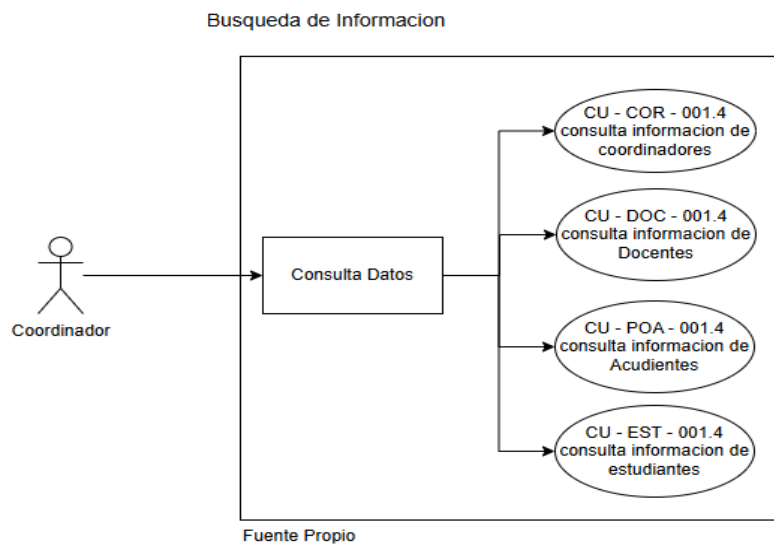 Busqueda de Informacion
CU - COR - 001.4
consulta informacion de
coordinadores
CU - DOC - 001.4
consulta informacion de
Docentes
Consulta Datos
Coordinador
CU - POA - 001.4
consulta informacion de
Acudientes
CU - EST - 001.4
consulta informacion de
estudiantes
Fuente Propio